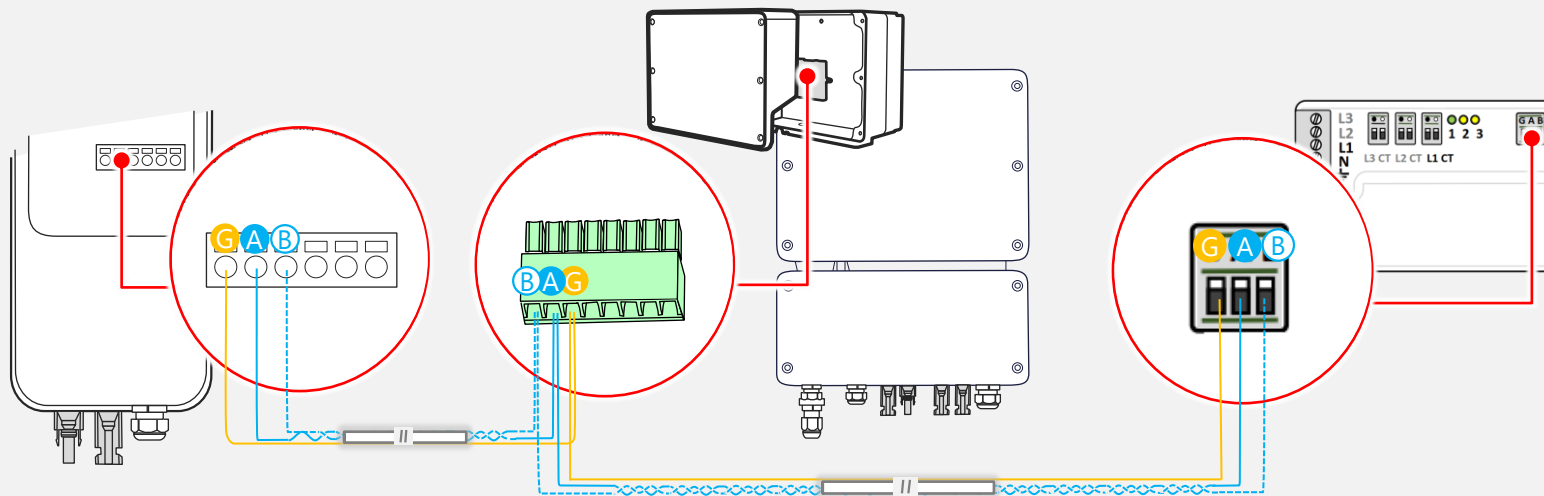 G A B
B A G
L3
L2
L1
N
L3 CT L2 CT L1 CT
1 2 3
G A B
G A B